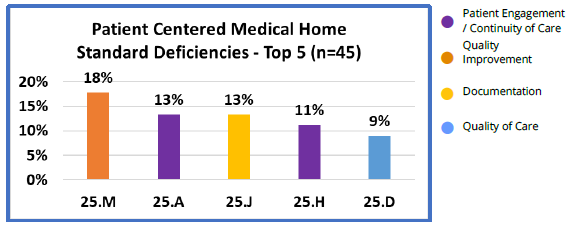 Patient Centered Medical Home
Standard Deficiencies - Top 5 (n=45)
20%
15%
10%
5%
0%
18%
13%
13%
11%
9%
25.M
25.A
25.J
25.H
25.D
Patient Engagement
/ Continuity of Care
Quality
Improvement
Documentation
Quality of Care